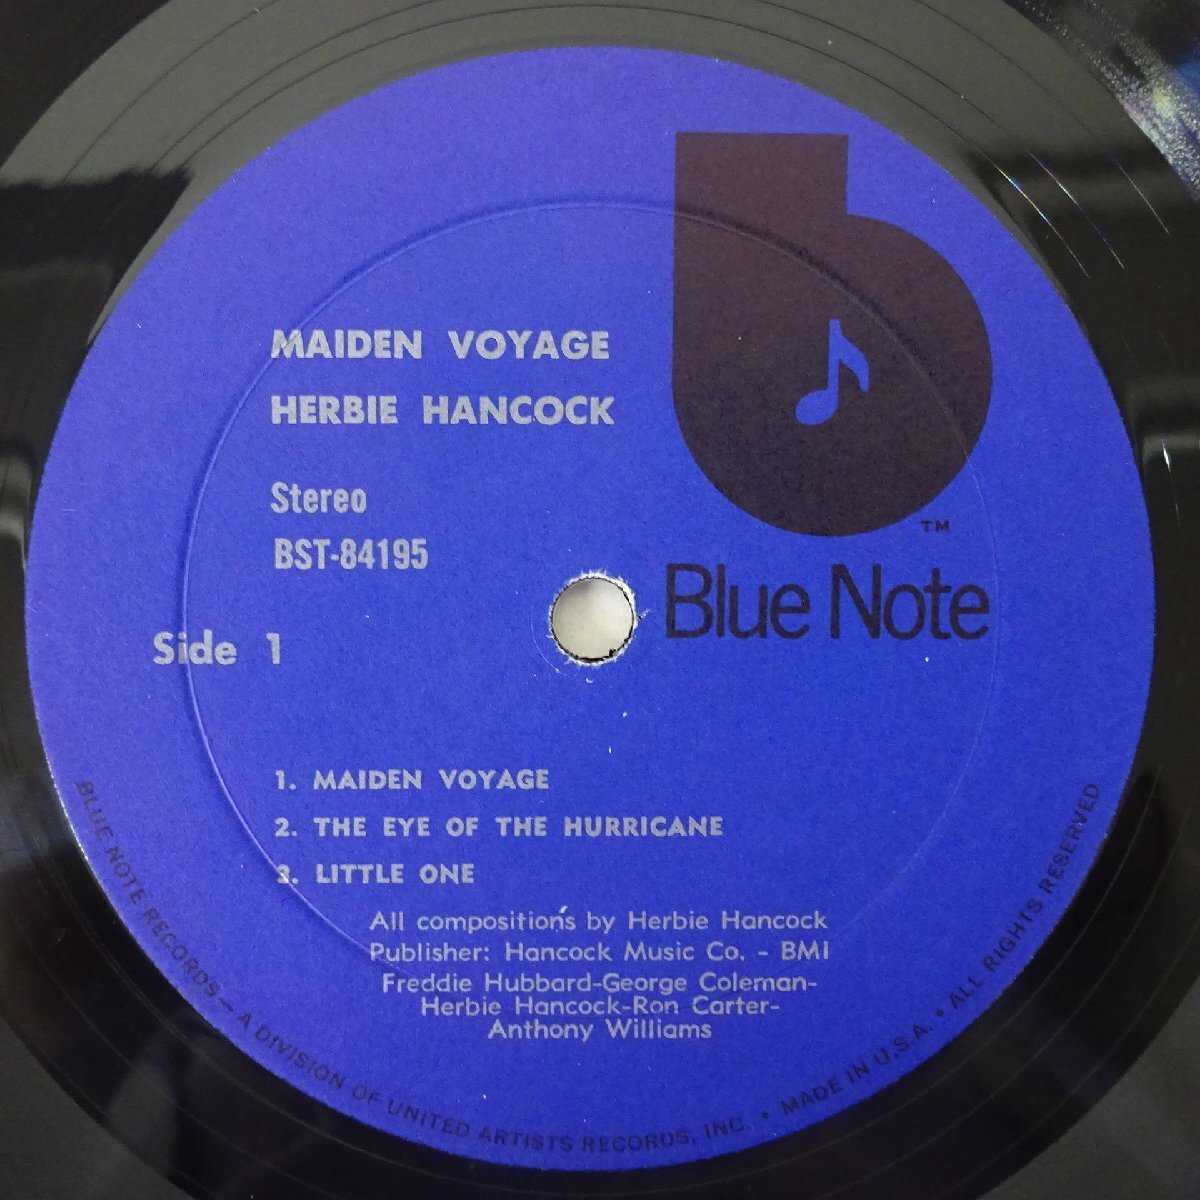 MAIDEN VOYAGE
HERBIE HANCOCK
Stereo
BST-84195
TM
Blue Note
Side 1
1. MAIDEN VOYAGE
2. THE EYE OF THE HURRICANE
3. LITTLE ONE
All compositions by Herbie Hancock
Publisher: Hancock Music Co. - BMI
Freddie Hubbard-George Coleman-
Herbie Hancock-Ron Carter-
Anthony Williams
BLUE NOTE RECORDS—A DIVISION OF UNITED ARTISTS RECORDS, INC. • MADE IN U.S.A. • ALL RIGHTS RESERVED